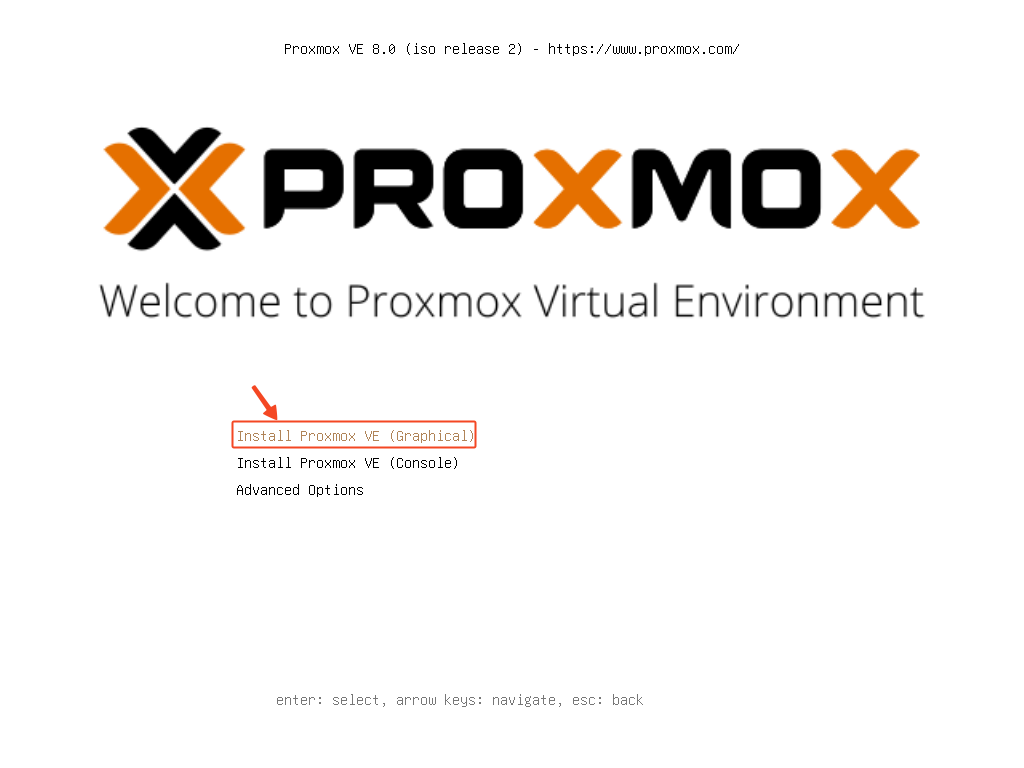 Proxmox VE 8.0 (iso release 2) - https://www.proxmox.com/
PROXMOX
Welcome to Proxmox Virtual Environment
Install Proxmox VE (Graphical)
Install Proxmox VE (Console)
Advanced Options
enter: select, arrow keys: navigate, esc: back